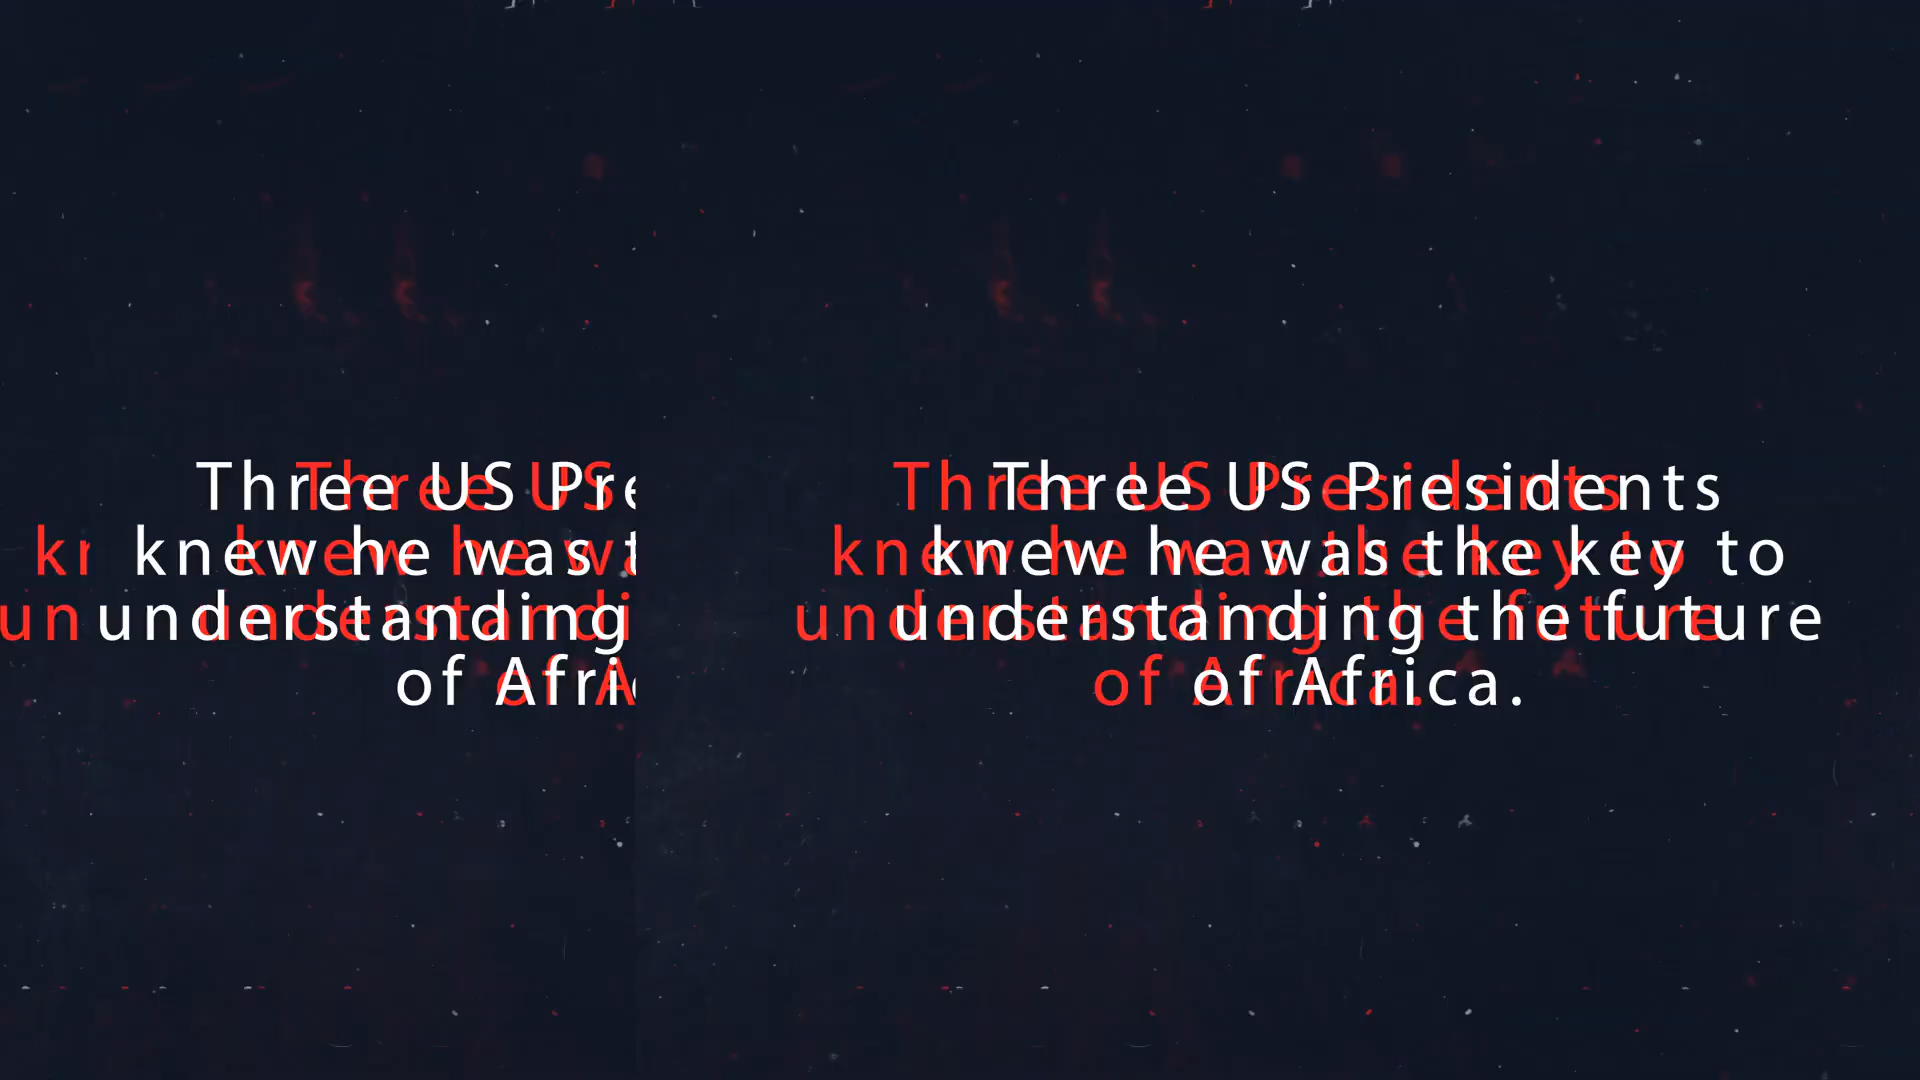 Three US Presidents
knew he was the key to
understanding the future
of Africa.